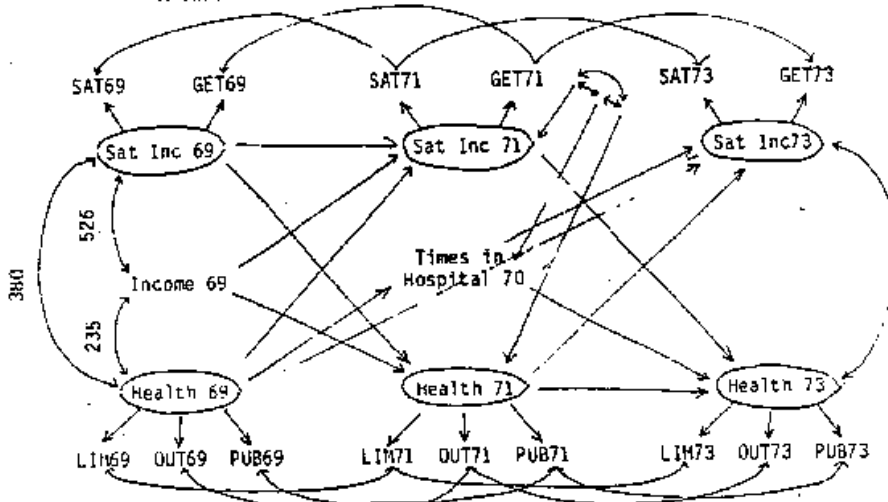 SAT69 GET69 SAT71 GET71 SAT73 GET73
Sat Inc 69 Sat Inc 71 Sat Inc73
526
380
Times in
Income 69 Hospital 70
235
Health 69 Health 71 Health 73
LIM69 OUT69 PUB69 LIM71 OUT71 PUB71 LIM73 OUT73 PUB73